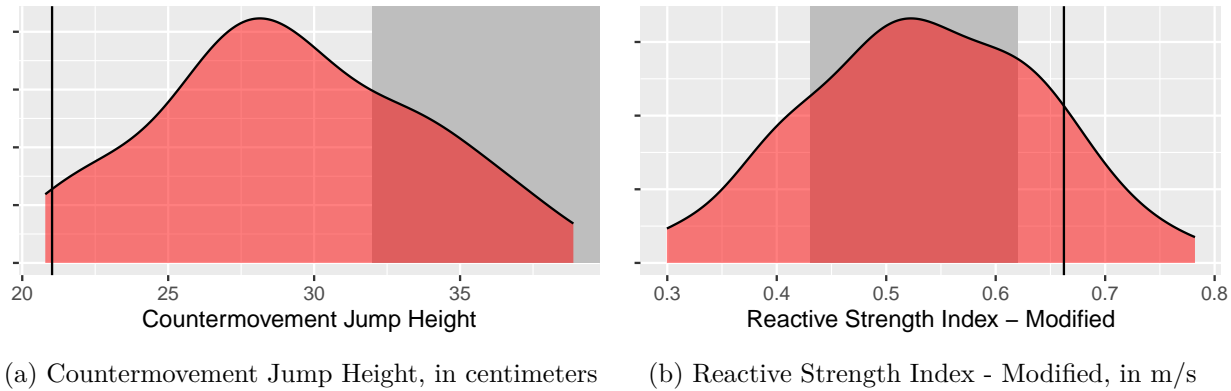 20 25 30 35
Countermovement Jump Height
(a) Countermovement Jump Height, in centimeters
0.3 0.4 0.5 0.6 0.7 0.8
Reactive Strength Index – Modified
(b) Reactive Strength Index - Modified, in m/s